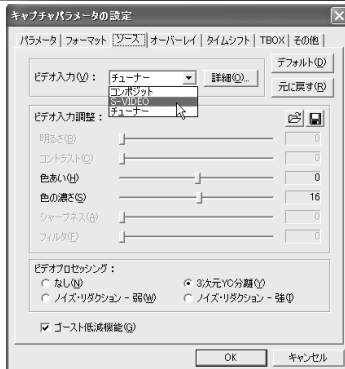 キャプチャパラメータの設定
パラメータ フォーマット ソース オーバーレイ タイムシフト TBOX その他
デフォルト(D)
ビデオ入力(V)： チューナー 詳細(O)...
元に戻す(R)
コンポジット
S-VIDEO
チューナー
ビデオ入力調整：
明るさ(B) 0
コントラスト(C) 0
色あい(H) 0
色の濃さ(S) 16
シャープネス(A) 0
フィルタ(F) 0
ビデオプロセッシング：
なし(N) 3次元YC分離(Y)
ノイズ・リダクション - 弱(W) ノイズ・リダクション - 強(I)
ゴースト低減機能(G)
OK キャンセル